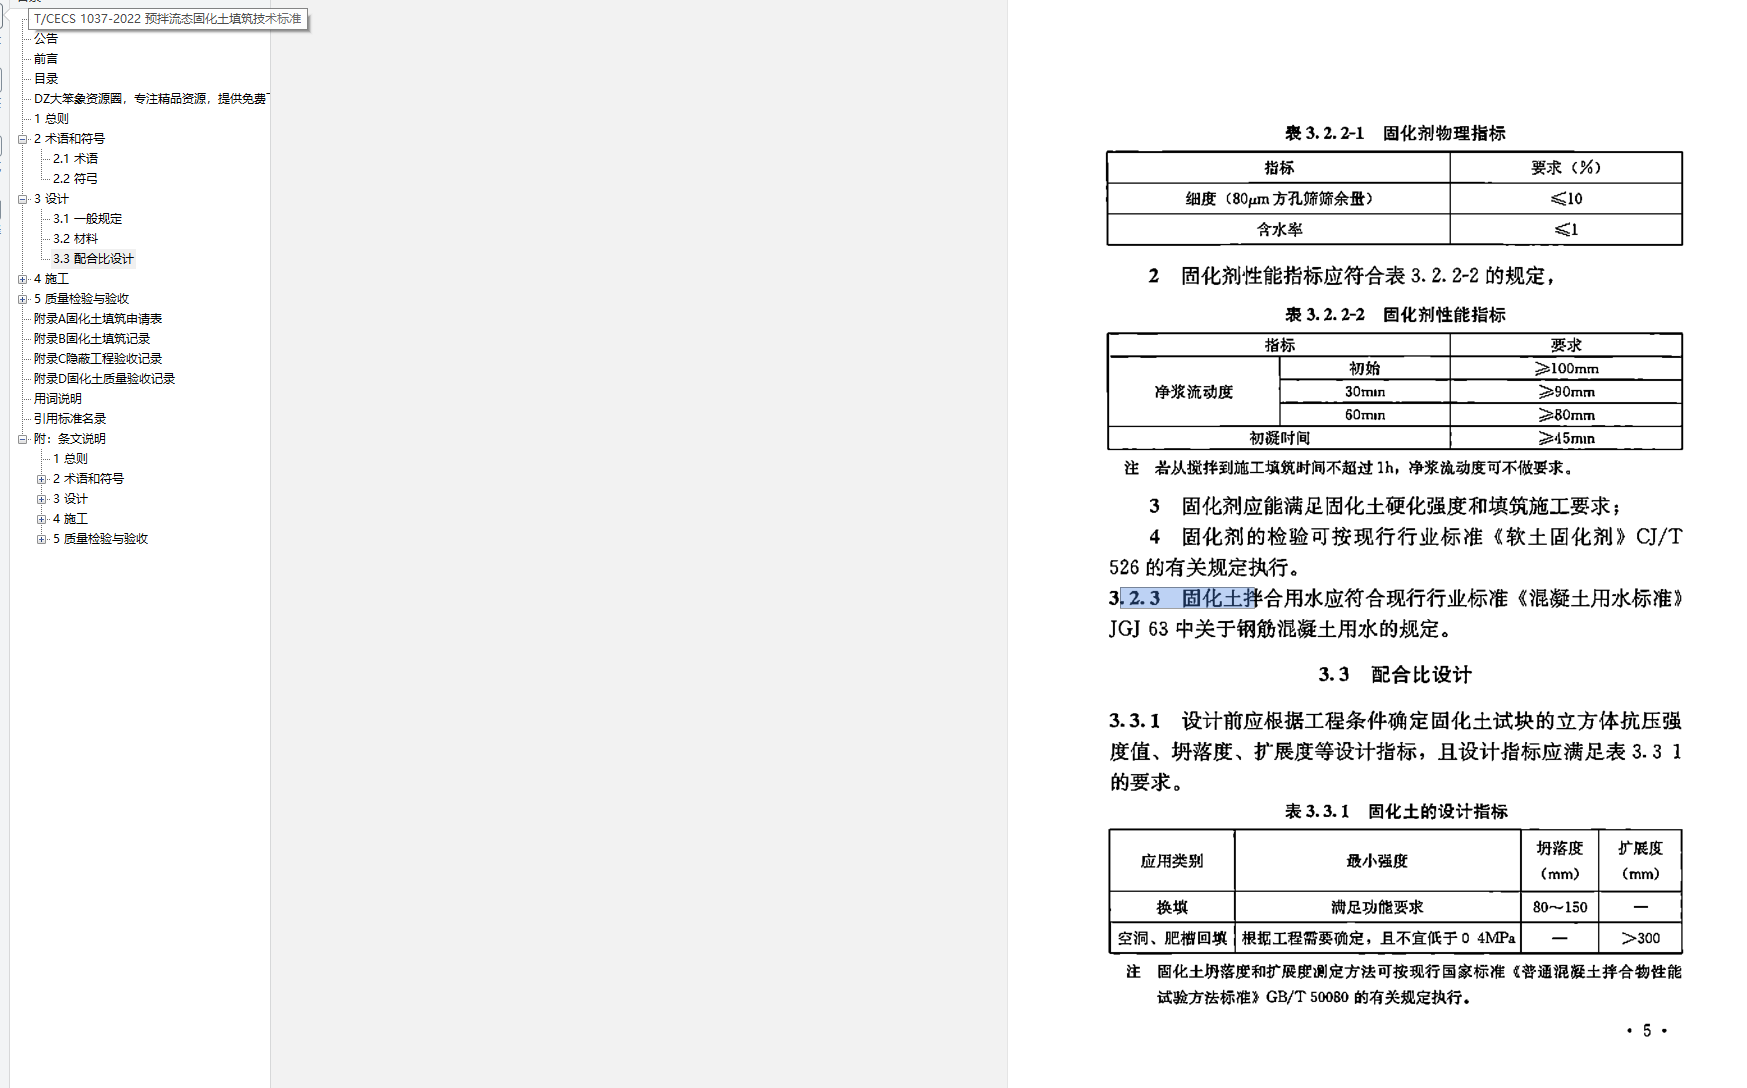 T/CECS 1037-2022 预拌流态固化土填筑技术标准
公告
前言
目录
DZ大笨象资源圈，专注精品资源，提供免费下
1 总则
2 术语和符号
2.1 术语
2.2 符弓
3 设计
3.1 一般规定
3.2 材料
3.3 配合比设计
4 施工
5 质量检验与验收
附录A固化土填筑申请表
附录B固化土填筑记录
附录C隐蔽工程验收记录
附录D固化土质量验收记录
用词说明
引用标准名录
附：条文说明
1 总则
2 术语和符号
3 设计
4 施工
5 质量检验与验收
表 3.2.2-1 固化剂物理指标
指标 要求（%）
细度（80μm 方孔筛筛余量） ≤10
含水率 ≤1
2 固化剂性能指标应符合表 3.2.2-2 的规定，
表 3.2.2-2 固化剂性能指标
指标 要求
净浆流动度 初始 ≥100mm
30min ≥90mm
60min ≥80mm
初凝时间 ≥45min
注 若从搅拌到施工填筑时间不超过 1h，净浆流动度可不做要求。
3 固化剂应能满足固化土硬化强度和填筑施工要求；
4 固化剂的检验可按现行行业标准《软土固化剂》CJ/T
526 的有关规定执行。
3.2.3 固化土拌合用水应符合现行行业标准《混凝土用水标准》
JGJ 63 中关于钢筋混凝土用水的规定。
3.3 配合比设计
3.3.1 设计前应根据工程条件确定固化土试块的立方体抗压强
度值、坍落度、扩展度等设计指标，且设计指标应满足表 3.3 1
的要求。
表 3.3.1 固化土的设计指标
应用类别 最小强度 坍落度（mm） 扩展度（mm）
换填 满足功能要求 80～150 —
空洞、肥槽回填 根据工程需要确定，且不宜低于 0 4MPa — ＞300
注 固化土坍落度和扩展度测定方法可按现行国家标准《普通混凝土拌合物性能
试验方法标准》GB/T 50080 的有关规定执行。
• 5 •